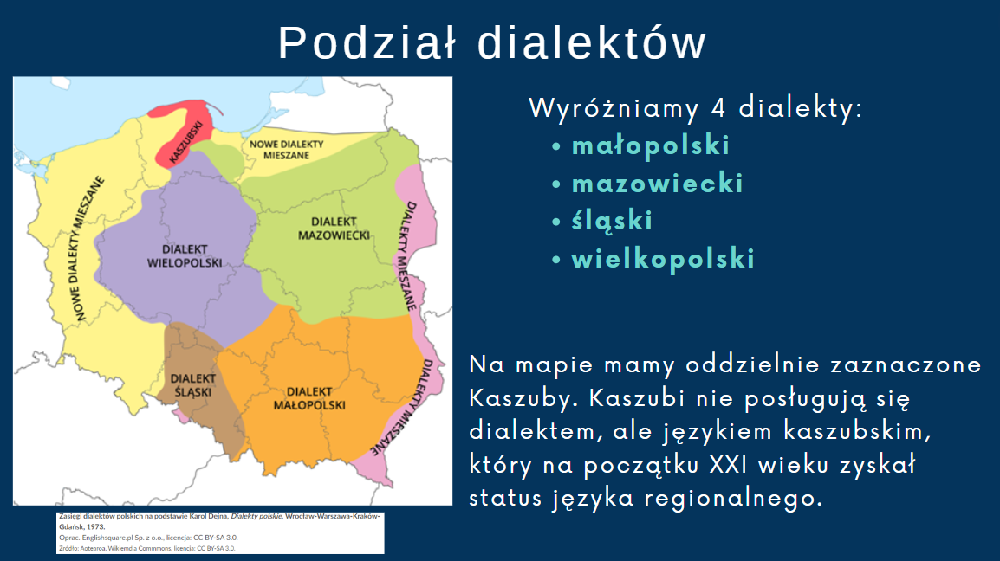 Podział dialektów
KASZUBSKI
NOWE DIALEKTY
MIESZANE
NOWE DIALEKTY MIESZANE
DIALEKT
WIELOPOLSKI
DIALEKT
MAZOWIECKI
DIALEKTY MIESZANE
DIALEKT
ŚLĄSKI
DIALEKT
MAŁOPOLSKI
DIALEKTY MIESZANE
Zasięgi dialektów polskich na podstawie Karol Dejna, Dialekty polskie, Wrocław-Warszawa-Kraków-
Gdańsk, 1973.
Oprac. Englishsquare.pl Sp. z o.o., licencja: CC BY-SA 3.0.
Źródło: Aotearoa, Wikiemdia Commmons, licencja: CC BY-SA 3.0.
Wyróżniamy 4 dialekty:
• małopolski
• mazowiecki
• śląski
• wielkopolski
Na mapie mamy oddzielnie zaznaczone
Kaszuby. Kaszubi nie posługują się
dialektem, ale językiem kaszubskim,
który na początku XXI wieku zyskał
status języka regionalnego.